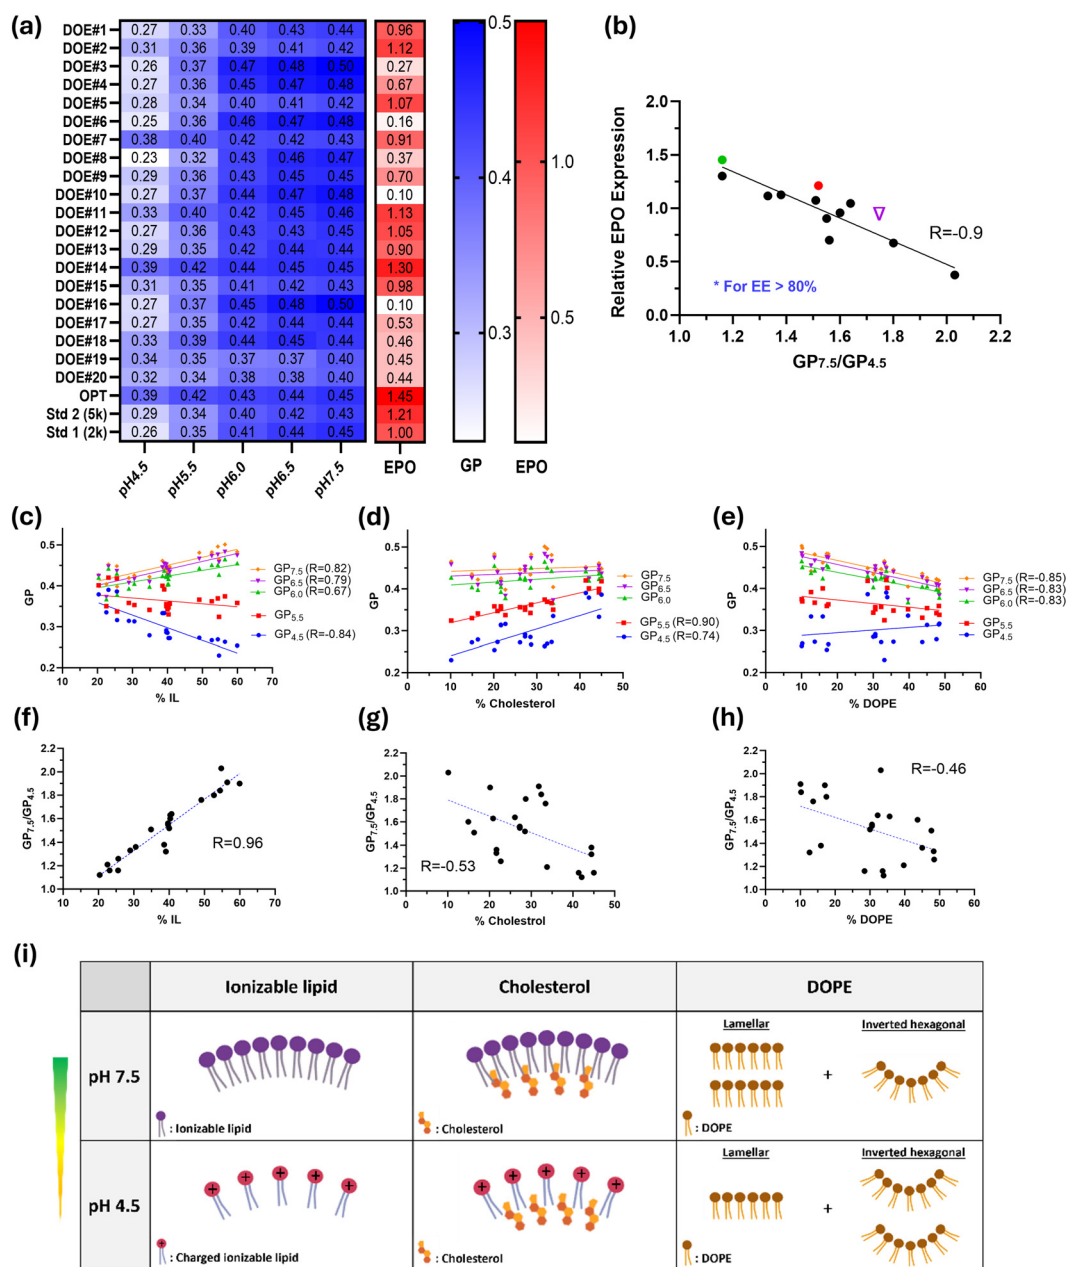 (a)
DOE#1 0.27 0.33 0.40 0.43 0.44 0.96
DOE#2 0.31 0.36 0.39 0.41 0.42 1.12
DOE#3 0.26 0.37 0.47 0.48 0.50 0.27
DOE#4 0.27 0.36 0.45 0.47 0.48 0.67
DOE#5 0.28 0.34 0.40 0.41 0.42 1.07
DOE#6 0.25 0.36 0.46 0.47 0.48 0.16
DOE#7 0.38 0.40 0.42 0.42 0.43 0.91
DOE#8 0.23 0.32 0.43 0.46 0.47 0.37
DOE#9 0.29 0.36 0.43 0.45 0.45 0.70
DOE#10 0.27 0.37 0.44 0.47 0.48 0.10
DOE#11 0.33 0.40 0.42 0.45 0.46 1.13
DOE#12 0.27 0.36 0.41 0.43 0.45 1.05
DOE#13 0.29 0.35 0.42 0.44 0.44 0.90
DOE#14 0.39 0.42 0.44 0.45 0.45 1.30
DOE#15 0.31 0.35 0.41 0.42 0.43 0.98
DOE#16 0.27 0.37 0.45 0.48 0.50 0.10
DOE#17 0.27 0.35 0.42 0.44 0.44 0.53
DOE#18 0.33 0.39 0.44 0.45 0.44 0.46
DOE#19 0.34 0.35 0.37 0.37 0.40 0.45
DOE#20 0.32 0.34 0.38 0.38 0.40 0.44
OPT 0.39 0.42 0.43 0.44 0.45 1.45
Std 2 (5k) 0.29 0.34 0.40 0.42 0.43 1.21
Std 1 (2k) 0.26 0.35 0.41 0.44 0.45 1.00
pH4.5 pH5.5 pH6.0 pH6.5 pH7.5 EPO
0.5
0.4
0.3
GP
1.0
0.5
EPO
(b)
Relative EPO Expression
2.0
1.5
1.0
0.5
0.0
R=-0.9
* For EE > 80%
1.0 1.2 1.4 1.6 1.8 2.0 2.2
GP7.5/GP4.5
(c)
GP
0.5
0.4
0.3
0.2
10 20 30 40 50 60 70
% IL
GP7.5 (R=0.82)
GP6.5 (R=0.79)
GP6.0 (R=0.67)
GP5.5
GP4.5 (R=-0.84)
(d)
GP
0.5
0.4
0.3
0.2
0 10 20 30 40 50
% Cholesterol
GP7.5
GP6.5
GP6.0
GP5.5 (R=0.90)
GP4.5 (R=0.74)
(e)
GP
0.5
0.4
0.3
0.2
0 10 20 30 40 50 60
% DOPE
GP7.5 (R=-0.85)
GP6.5 (R=-0.83)
GP6.0 (R=-0.83)
GP5.5
GP4.5
(f)
GP7.5/GP4.5
2.2
2.0
1.8
1.6
1.4
1.2
1.0
R=0.96
10 20 30 40 50 60 70
% IL
(g)
GP7.5/GP4.5
2.2
2.0
1.8
1.6
1.4
1.2
1.0
R=-0.53
0 10 20 30 40 50
% Cholestrol
(h)
GP7.5/GP4.5
2.2
2.0
1.8
1.6
1.4
1.2
1.0
R=-0.46
0 10 20 30 40 50 60
% DOPE
(i)
Ionizable lipid Cholesterol DOPE
pH 7.5
: Ionizable lipid
: Cholesterol
Lamellar Inverted hexagonal
+
: DOPE
pH 4.5
+ + + + +
+ : Charged ionizable lipid
+ + + + +
: Cholesterol
Lamellar Inverted hexagonal
+
: DOPE